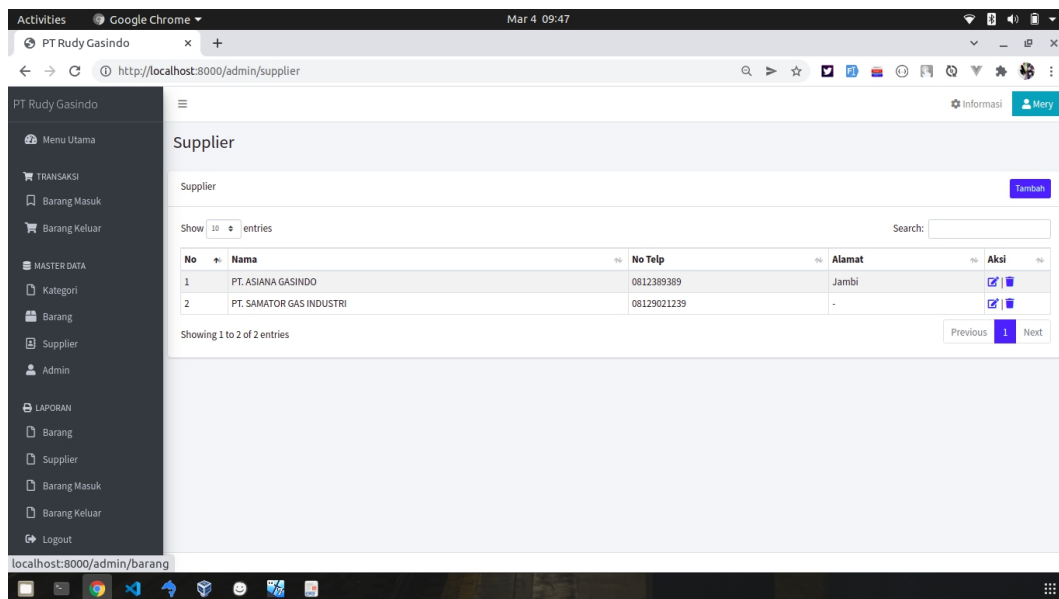 Activities Google Chrome Mar 4 09:47
PT Rudy Gasindo
http://localhost:8000/admin/supplier
PT Rudy Gasindo Informasi Mery
Menu Utama
TRANSAKSI
Barang Masuk
Barang Keluar
MASTER DATA
Kategori
Barang
Supplier
Admin
LAPORAN
Barang
Supplier
Barang Masuk
Barang Keluar
Logout
Supplier
Supplier Tambah
Show 10 entries Search:
No Nama No Telp Alamat Aksi
1 PT. ASIANA GASINDO 0812389389 Jambi |
2 PT. SAMATOR GAS INDUSTRI 08129021239 - |
Showing 1 to 2 of 2 entries Previous 1 Next
localhost:8000/admin/barang